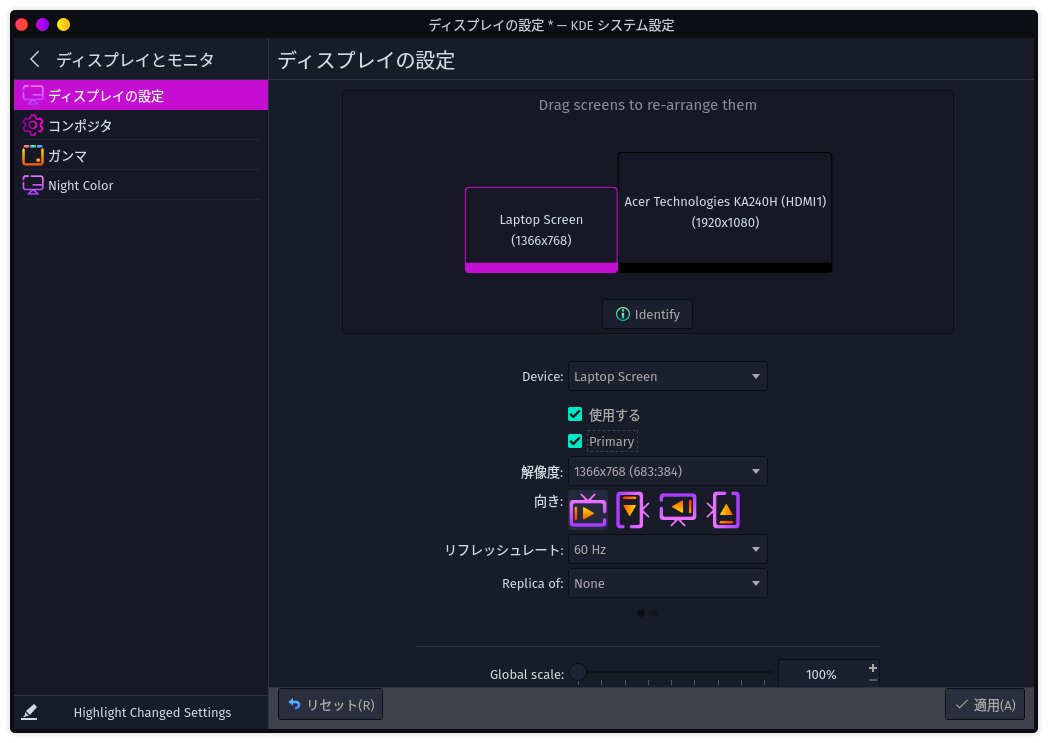 ディスプレイの設定 * — KDE システム設定
ディスプレイとモニタ
ディスプレイの設定
ディスプレイの設定
コンポジタ
ガンマ
Night Color
Drag screens to re-arrange them
Laptop Screen
(1366x768)
Acer Technologies KA240H (HDMI1)
(1920x1080)
Identify
Device: Laptop Screen
使用する
Primary
解像度: 1366x768 (683:384)
向き:
リフレッシュレート: 60 Hz
Replica of: None
Global scale: 100%
Highlight Changed Settings
リセット(R)
適用(A)